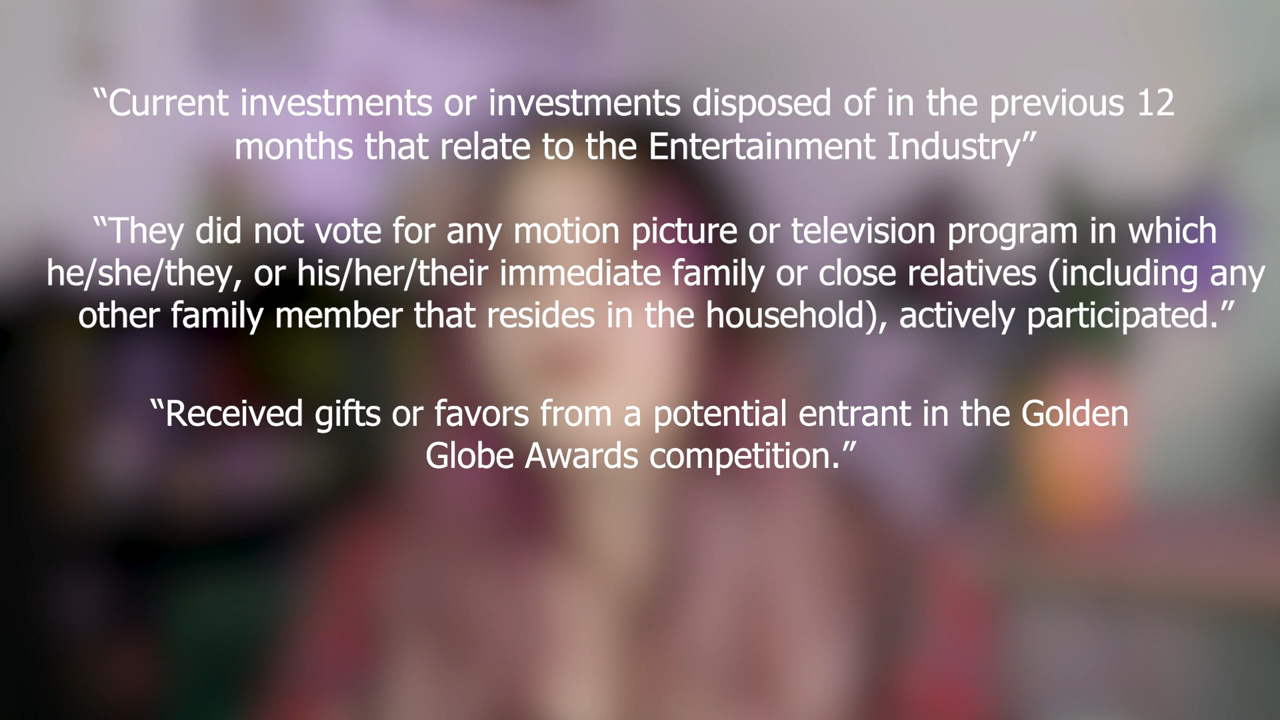 “Current investments or investments disposed of in the previous 12
months that relate to the Entertainment Industry”
“They did not vote for any motion picture or television program in which
he/she/they, or his/her/their immediate family or close relatives (including any
other family member that resides in the household), actively participated.”
“Received gifts or favors from a potential entrant in the Golden
Globe Awards competition.”